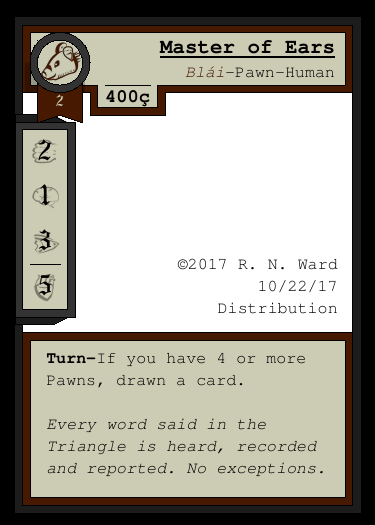 Master of Ears
Blái–Pawn–Human
2
400ç
2
1
3
5
©2017 R. N. Ward
10/22/17
Distribution
Turn–If you have 4 or more
Pawns, drawn a card.
Every word said in the
Triangle is heard, recorded
and reported. No exceptions.